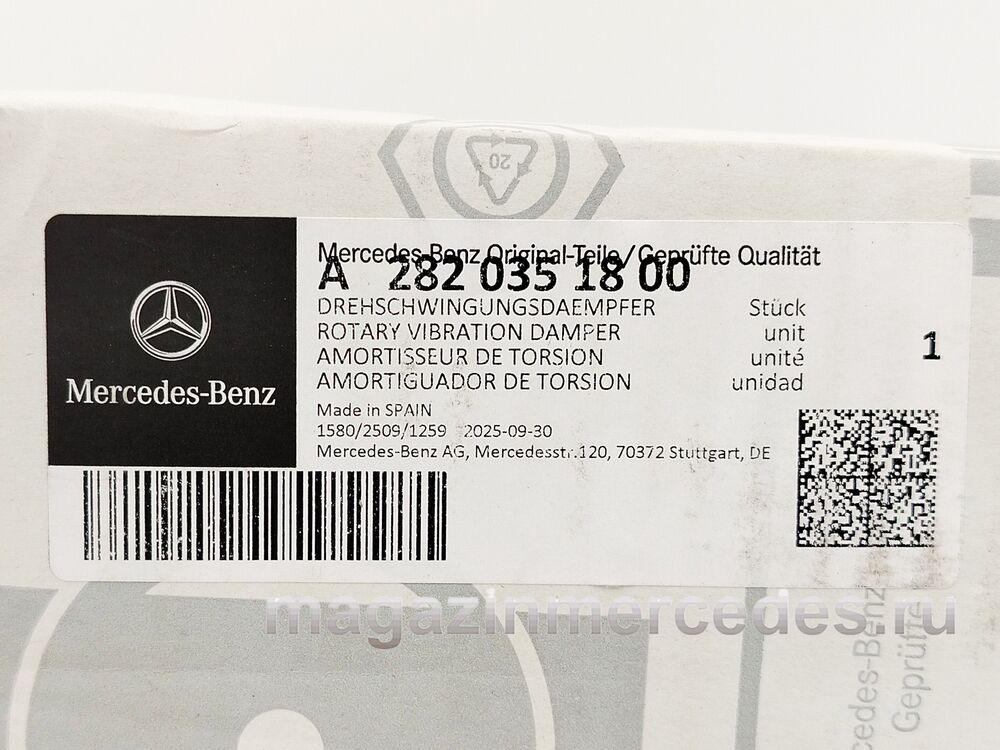 20
Mercedes-Benz
Mercedes-Benz Original-Teile/Geprüfte Qualität
A 282 035 18 00
DREHSCHWINGUNGSDAEMPFER Stück
ROTARY VIBRATION DAMPER unit
AMORTISSEUR DE TORSION unité
AMORTIGUADOR DE TORSION unidad
1
Made in SPAIN
1580/2509/1259 2025-09-30
Mercedes-Benz AG, Mercedesstr.120, 70372 Stuttgart, DE
magazinmercedes.ru
cedes-Benz
Geprüfte